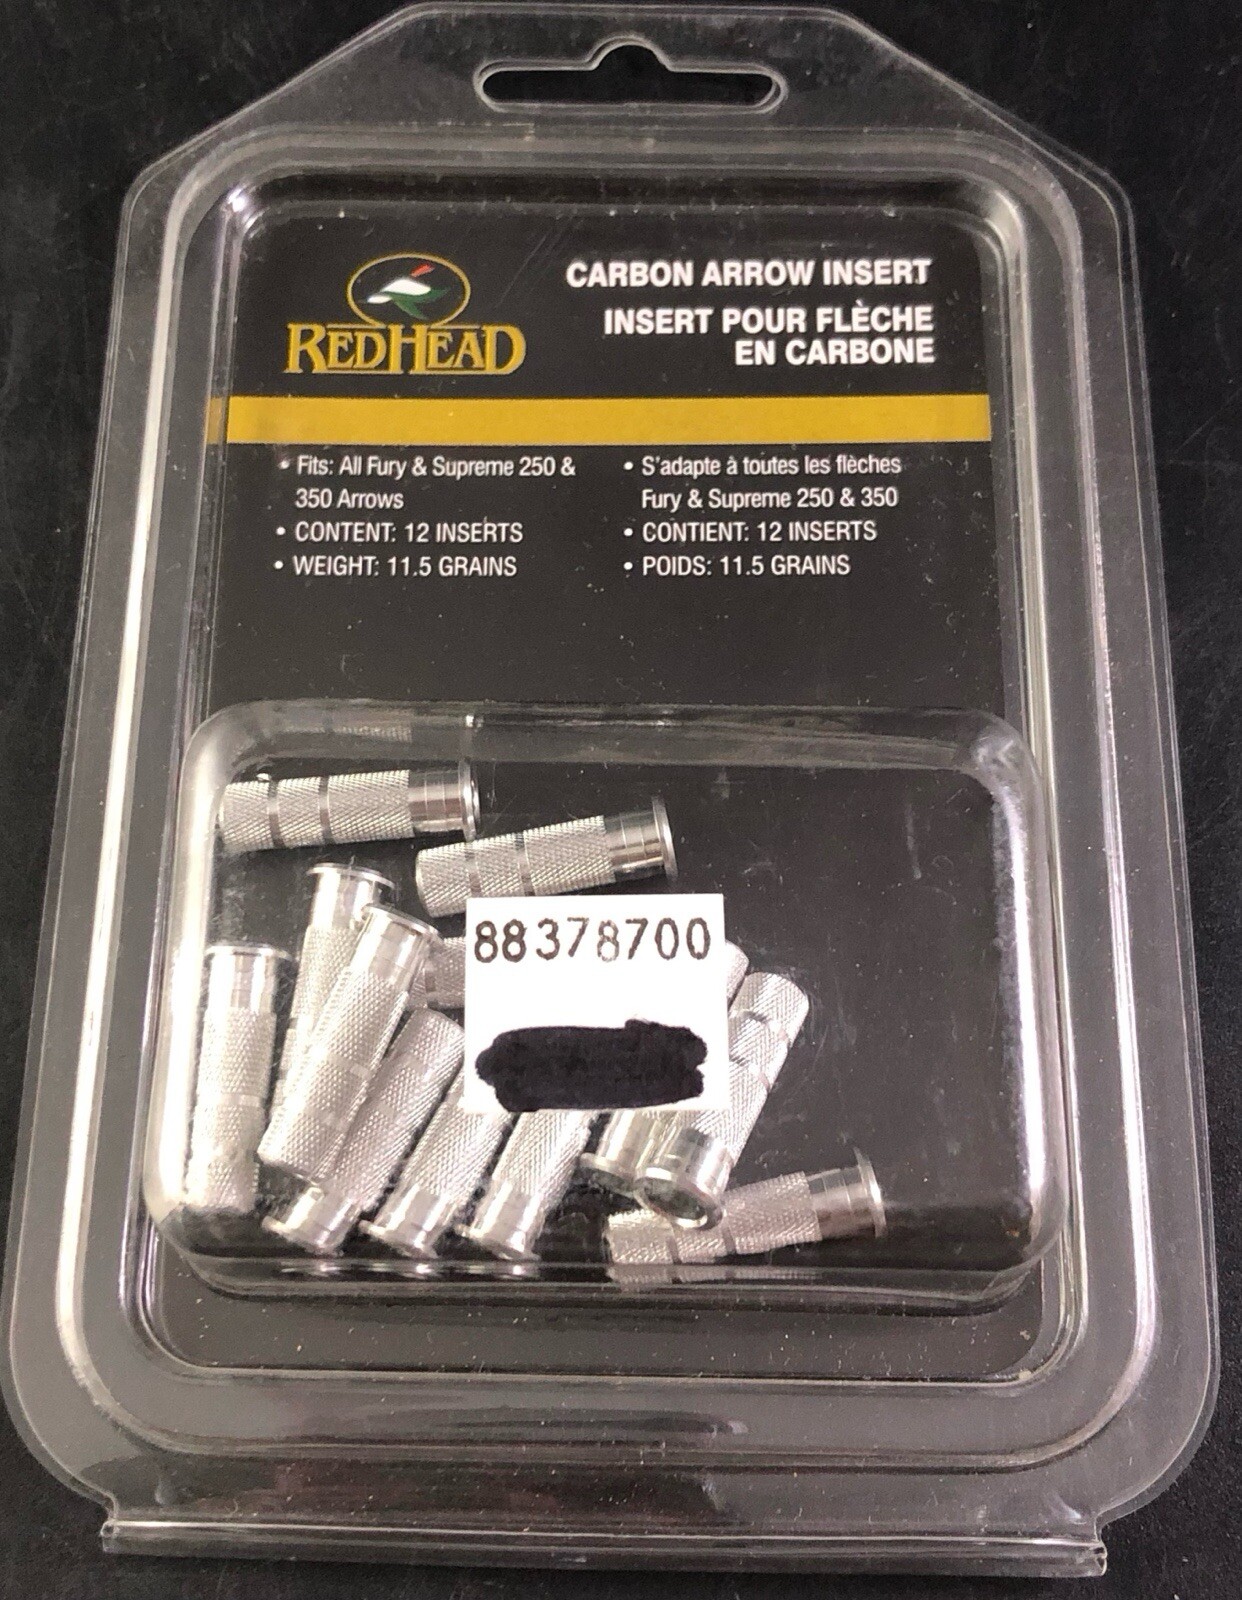 REDHEAD
CARBON ARROW INSERT
INSERT POUR FLÈCHE
EN CARBONE
• Fits: All Fury & Supreme 250 &
350 Arrows
• CONTENT: 12 INSERTS
• WEIGHT: 11.5 GRAINS
• S'adapte à toutes les flèches
Fury & Supreme 250 & 350
• CONTIENT: 12 INSERTS
• POIDS: 11.5 GRAINS
88378700